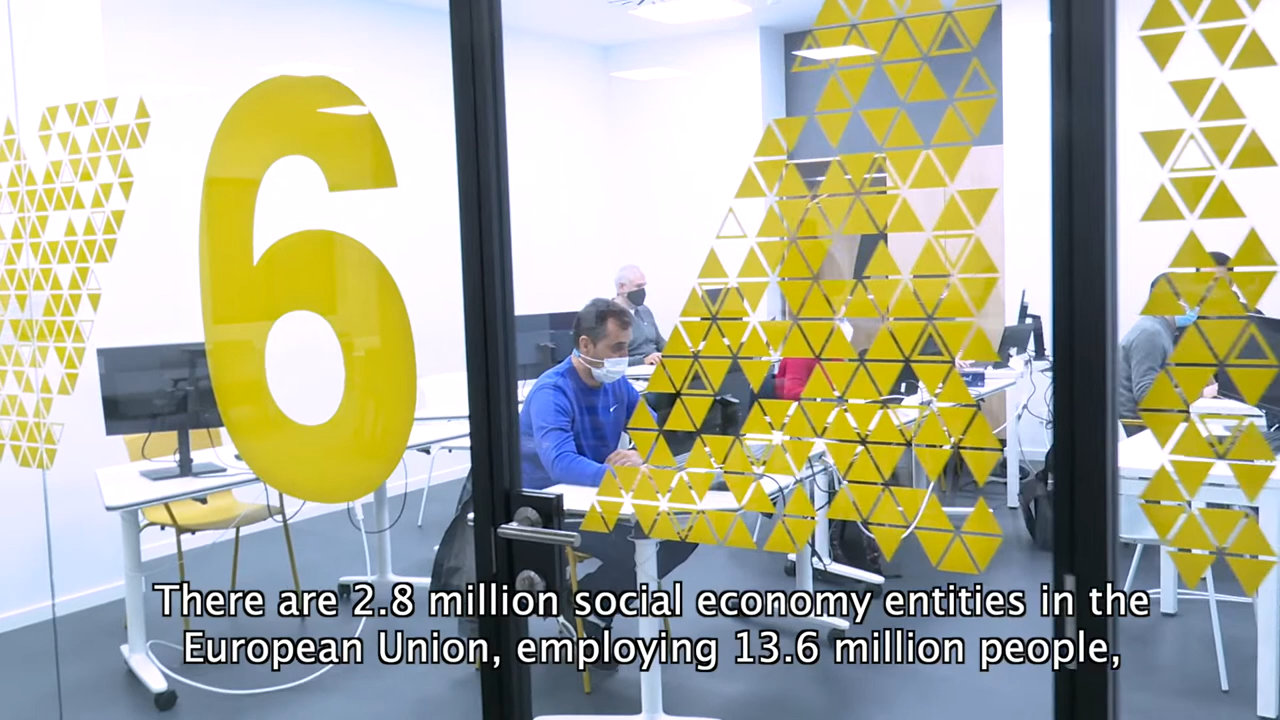 6
There are 2.8 million social economy entities in the
European Union, employing 13.6 million people,